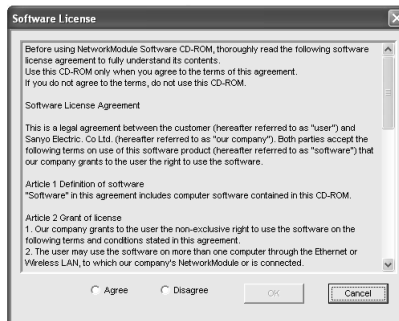 Software License
Before using NetworkModule Software CD-ROM, thoroughly read the following software
license agreement to fully understand its contents.
Use this CD-ROM only when you agree to the terms of this agreement.
If you do not agree to the terms, do not use this CD-ROM.
Software License Agreement
This is a legal agreement between the customer (hereafter referred to as "user") and
Sanyo Electric. Co Ltd. (hereafter referred to as "our company"). Both parties accept the
following terms on use of this software product (hereafter referred to as "software") that
our company grants to the user the right to use the software.
Article 1 Definition of software
"Software" in this agreement includes computer software contained in this CD-ROM.
Article 2 Grant of license
1. Our company grants to the user the non-exclusive right to use the software on the
following terms and conditions stated in this agreement.
2. The user may use the software on more than one computer through the Ethernet or
Wireless LAN, to which our company's NetworkModule or is connected.
Agree Disagree OK Cancel